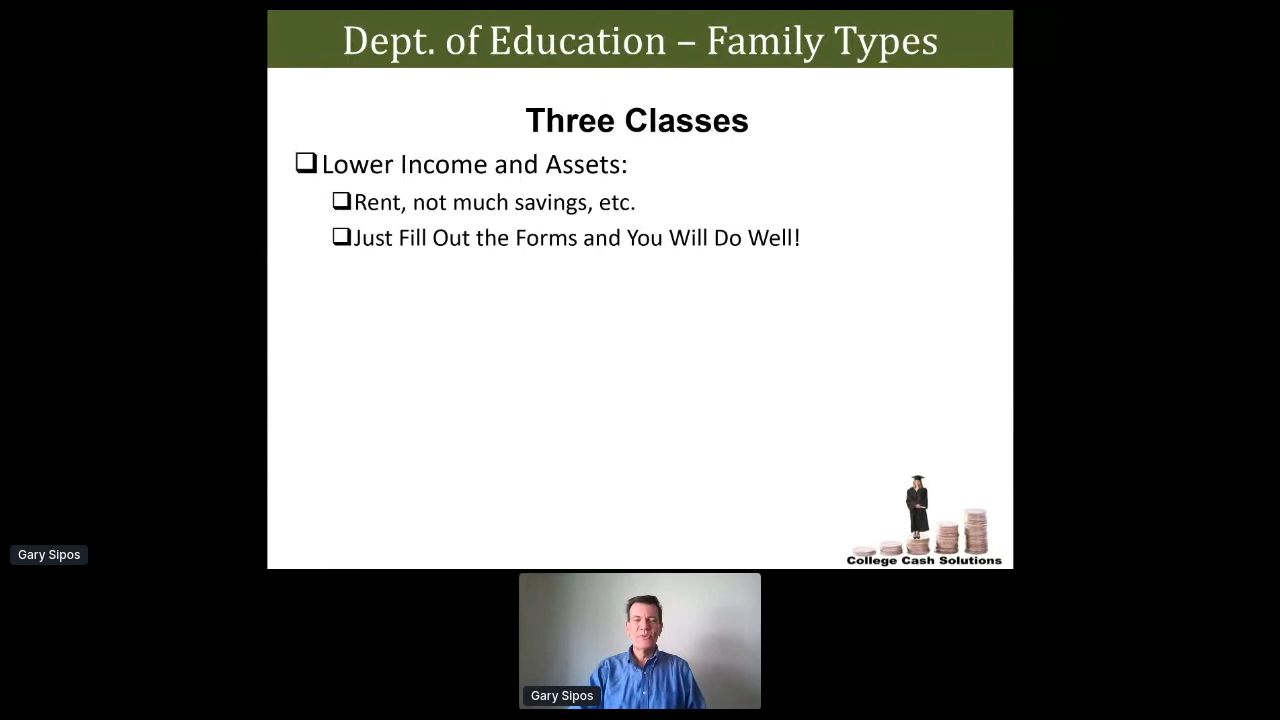 Dept. of Education – Family Types
Three Classes
❑ Lower Income and Assets:
❑ Rent, not much savings, etc.
❑ Just Fill Out the Forms and You Will Do Well!
College Cash Solutions
Gary Sipos
Gary Sipos